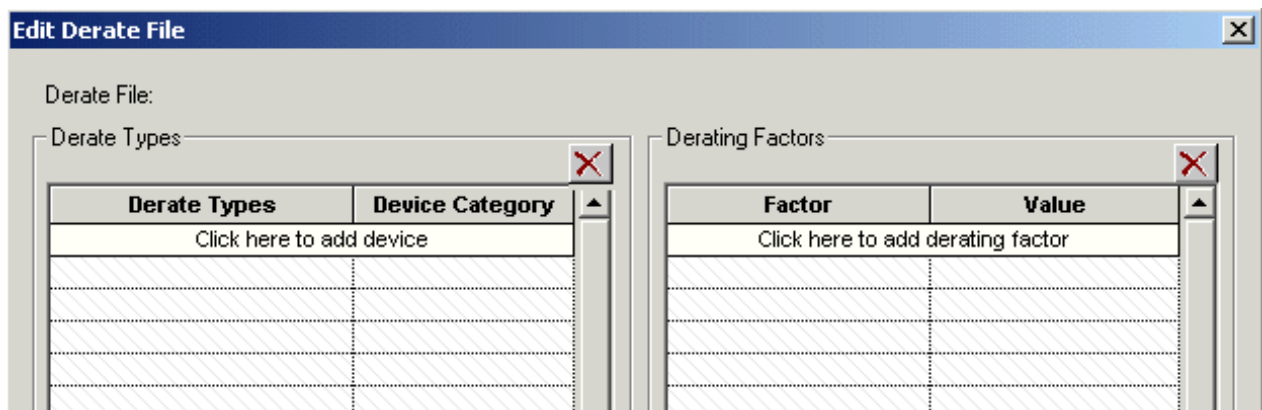 Edit Derate File
Derate File:
Derate Types
Derate Types Device Category
Click here to add device
Derating Factors
Factor Value
Click here to add derating factor